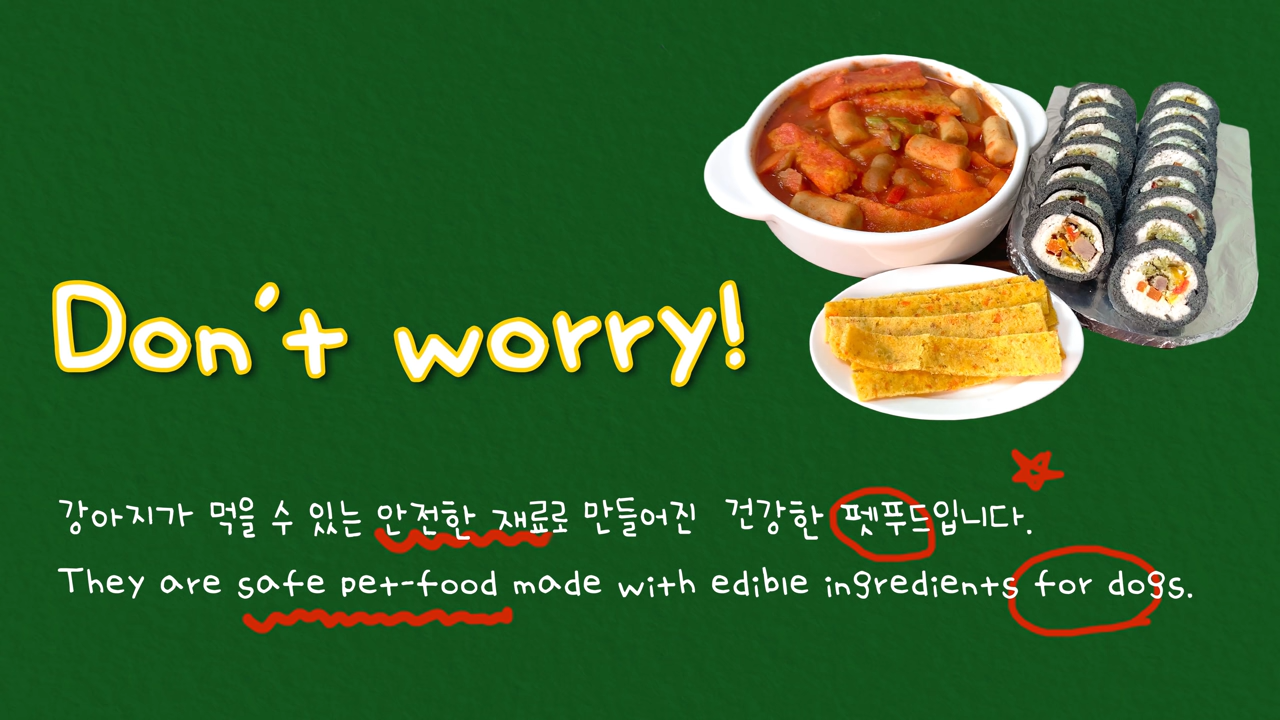 Don't worry!
강아지가 먹을 수 있는 안전한 재료로 만들어진 건강한 펫푸드입니다.
They are safe pet-food made with edible ingredients for dogs.